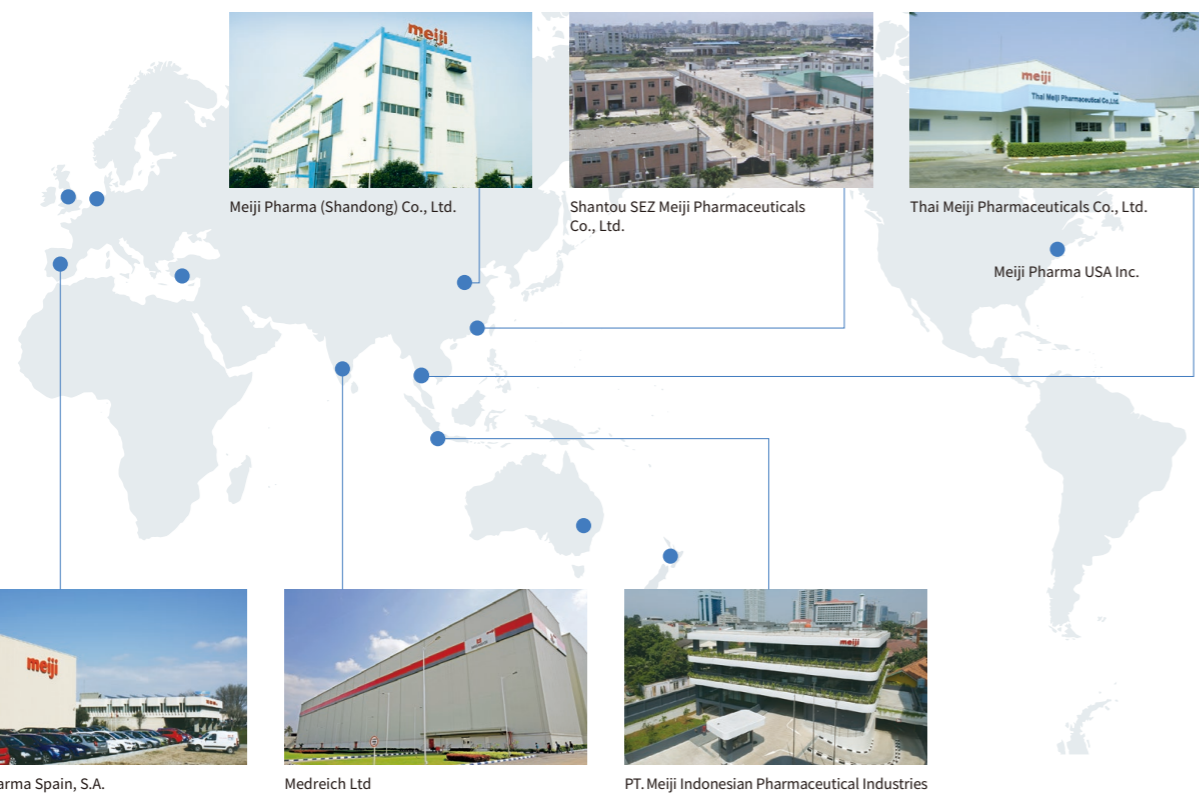 meiji
meiji
Thai Meiji Pharmaceutical Co., Ltd.
Meiji Pharma (Shandong) Co., Ltd.
Shantou SEZ Meiji Pharmaceuticals
Co., Ltd.
Thai Meiji Pharmaceuticals Co., Ltd.
Meiji Pharma USA Inc.
meiji
meiji
arma Spain, S.A.
Medreich Ltd
PT. Meiji Indonesian Pharmaceutical Industries